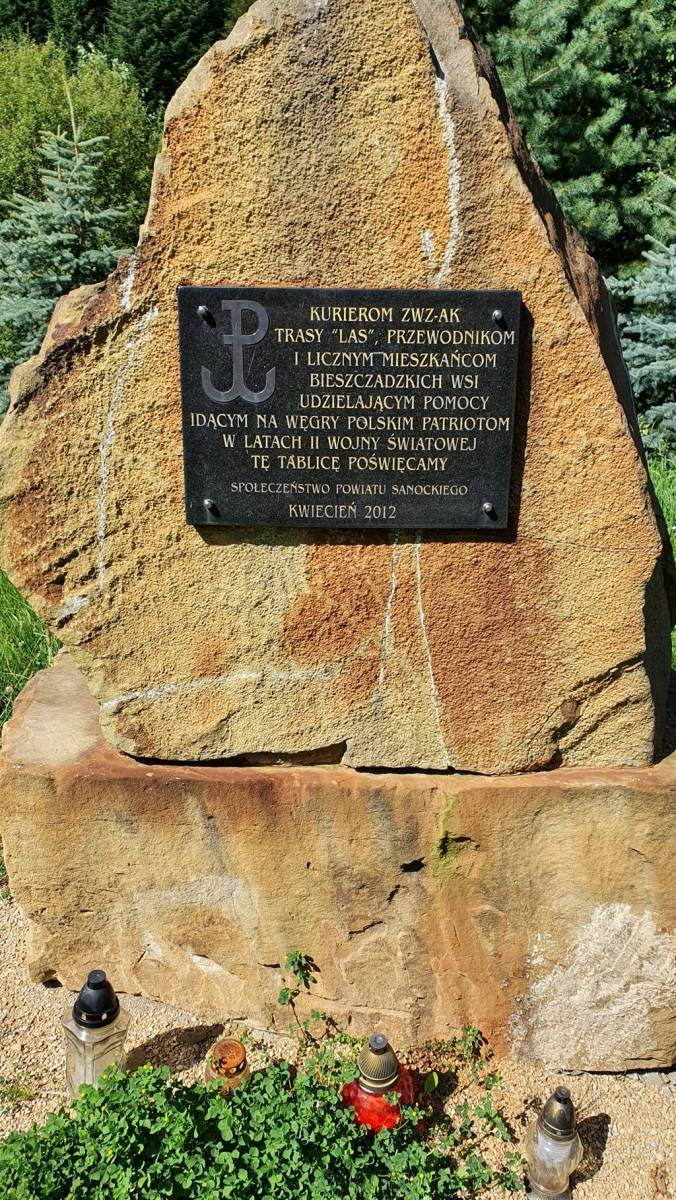 KURIEROM ZWZ-AK
TRASY "LAS", PRZEWODNIKOM
I LICZNYM MIESZKAŃCOM
BIESZCZADZKICH WSI
UDZIELAJĄCYM POMOCY
IDĄCYM NA WĘGRY POLSKIM PATRIOTOM
W LATACH II WOJNY ŚWIATOWEJ
TĘ TABLICĘ POŚWIĘCAMY
SPOŁECZEŃSTWO POWIATU SANOCKIEGO
KWIECIEŃ 2012